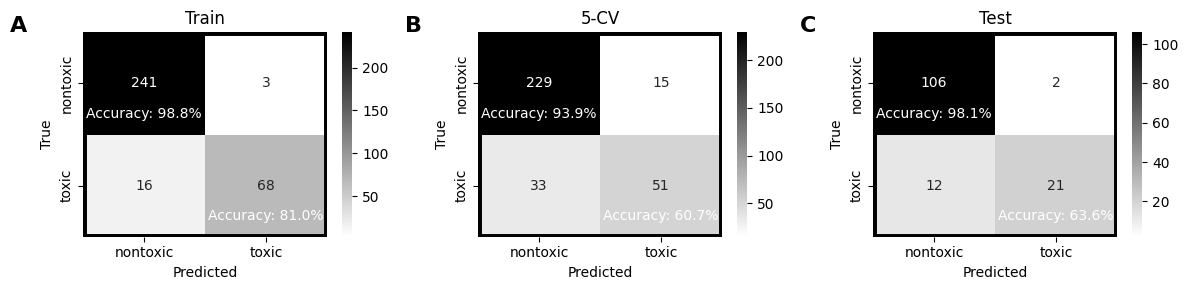 A
Train
nontoxic
toxic
True
241
3
Accuracy: 98.8%
16
68
Accuracy: 81.0%
nontoxic
toxic
Predicted
200
150
100
50
B
5-CV
nontoxic
toxic
True
229
15
Accuracy: 93.9%
33
51
Accuracy: 60.7%
nontoxic
toxic
Predicted
200
150
100
50
C
Test
nontoxic
toxic
True
106
2
Accuracy: 98.1%
12
21
Accuracy: 63.6%
nontoxic
toxic
Predicted
100
80
60
40
20